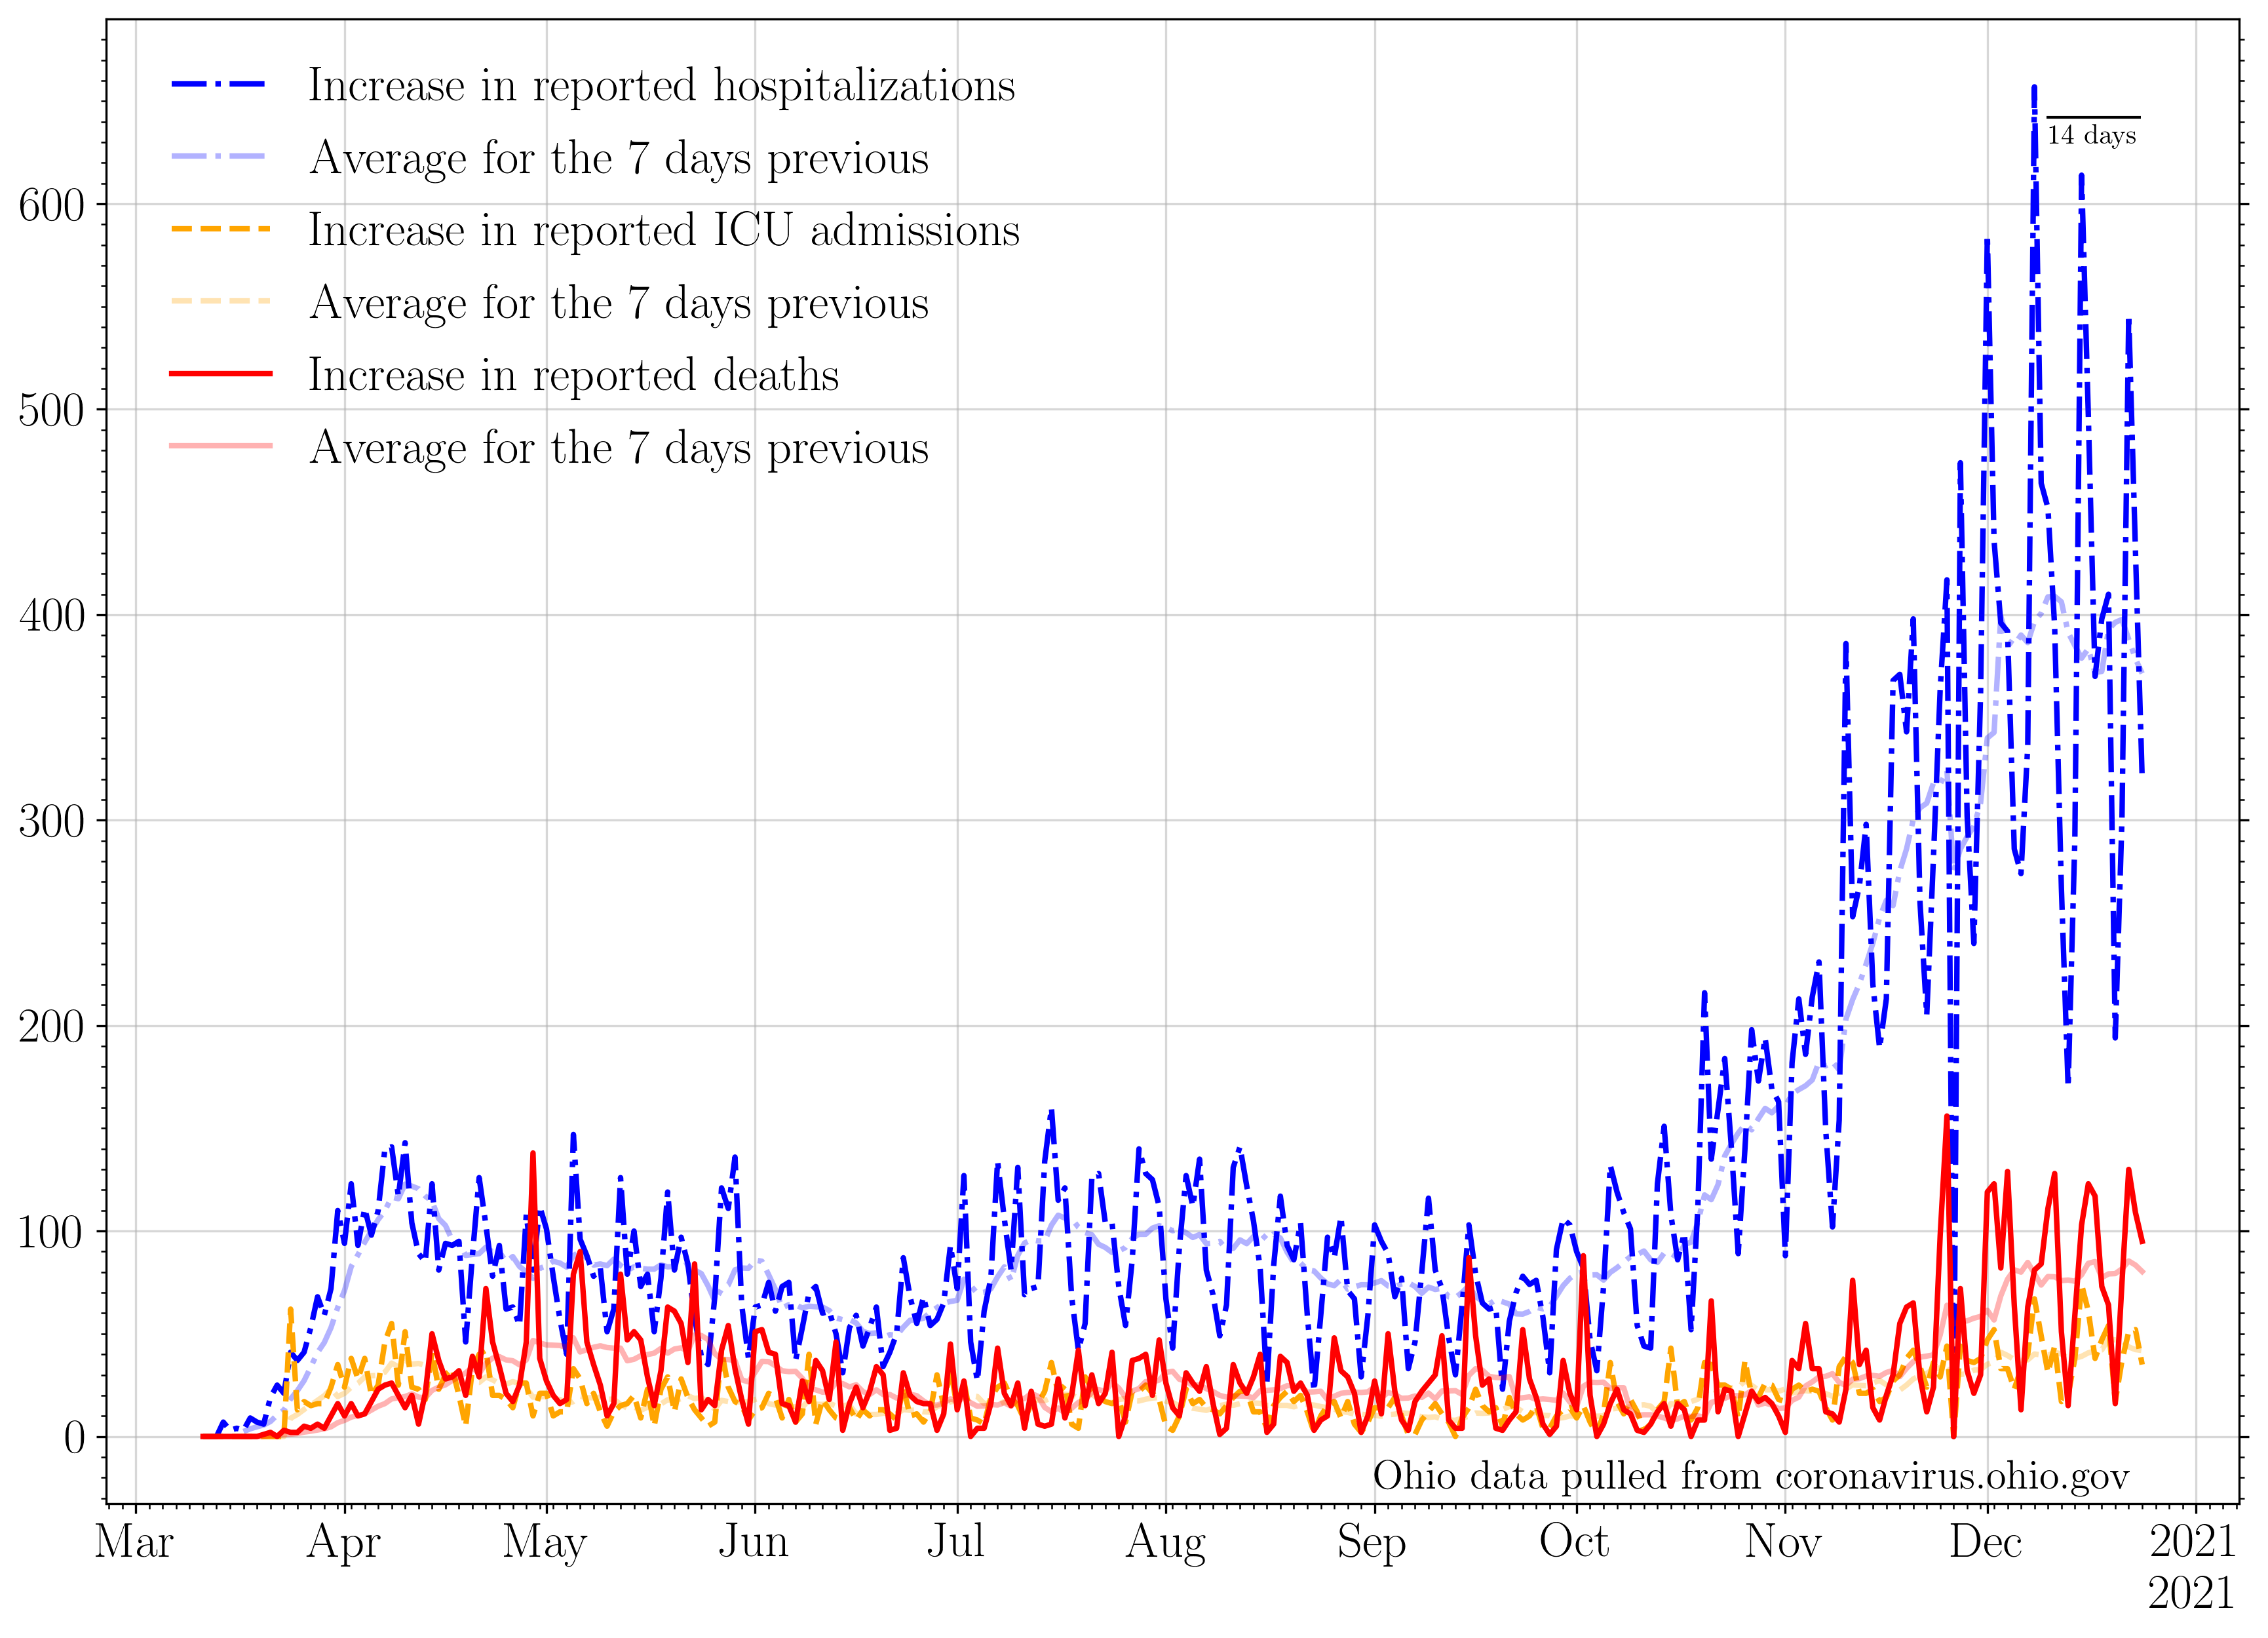 Increase in reported hospitalizations
Average for the 7 days previous
Increase in reported ICU admissions
Average for the 7 days previous
Increase in reported deaths
Average for the 7 days previous
14 days
600
500
400
300
200
100
0
Ohio data pulled from coronavirus.ohio.gov
Mar Apr May Jun Jul Aug Sep Oct Nov Dec 2021
2021